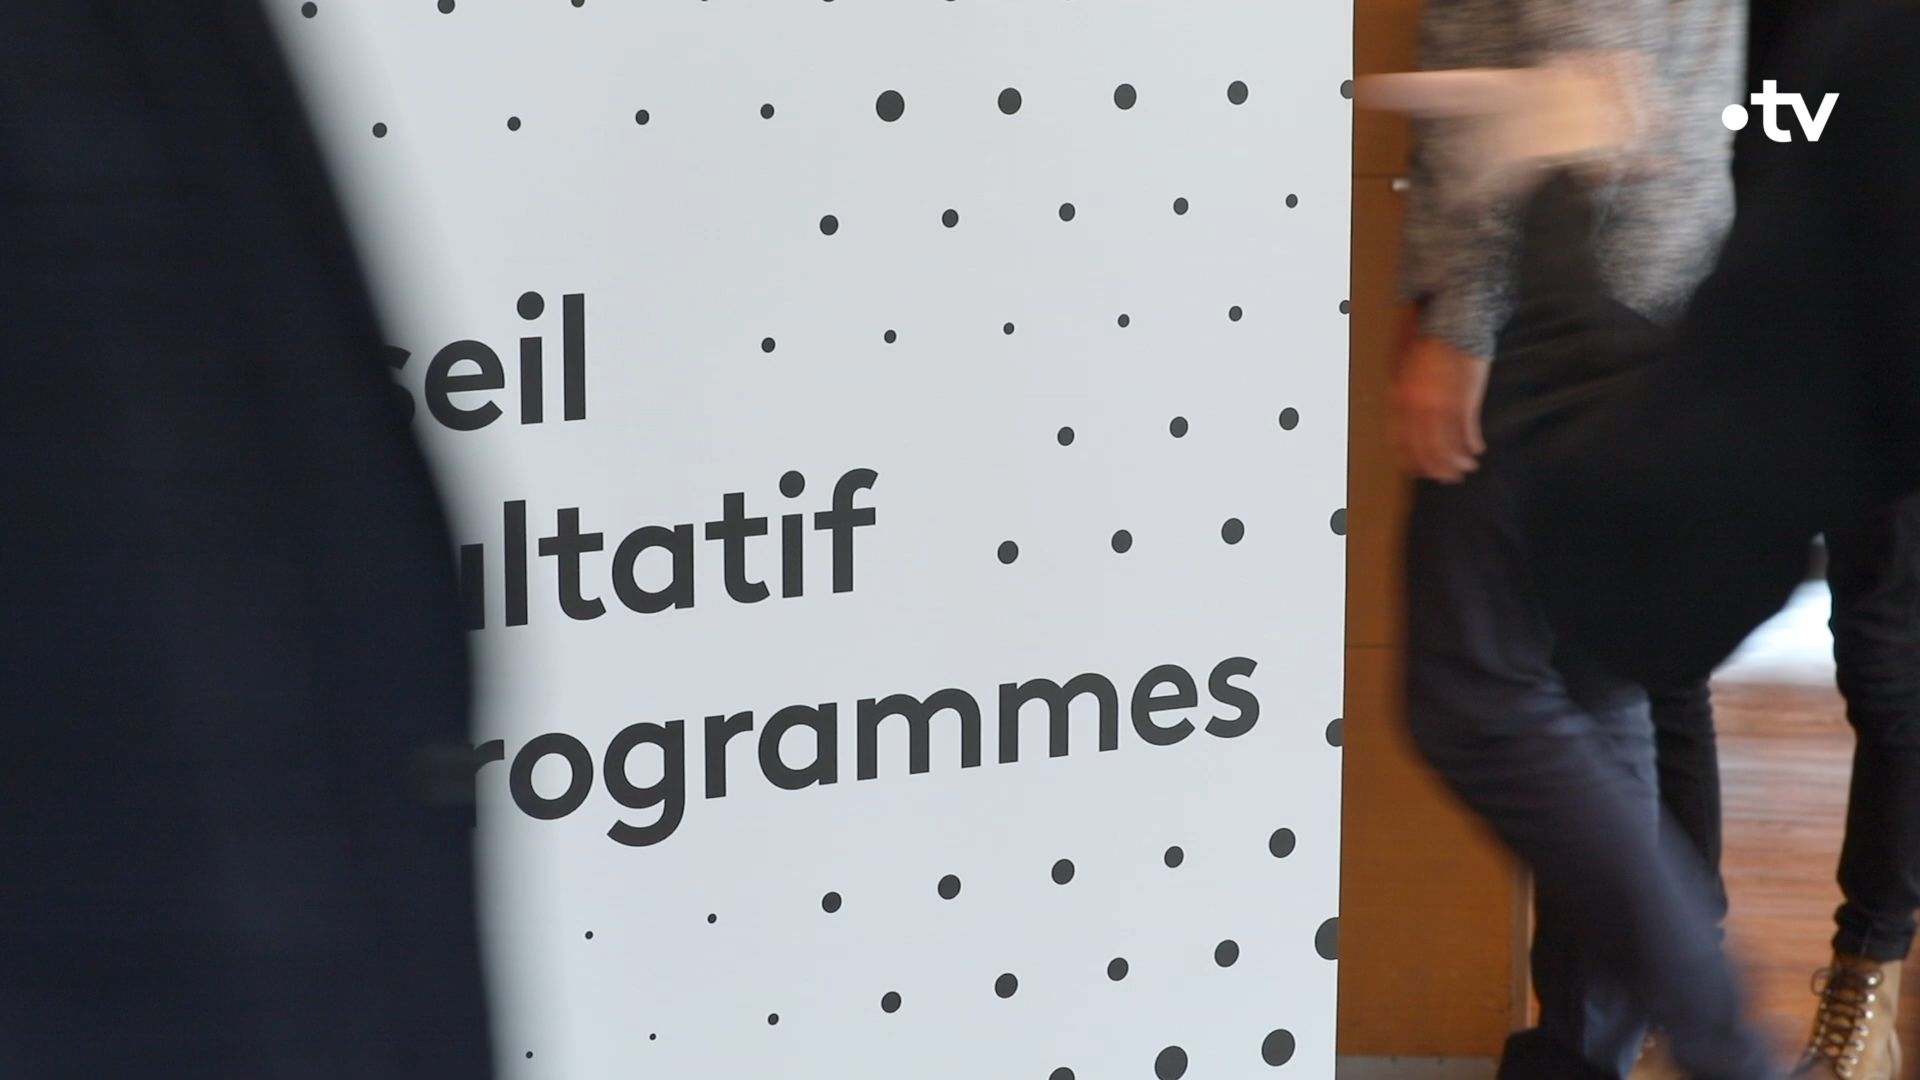 .tv
seil
ultatif
rogrammes